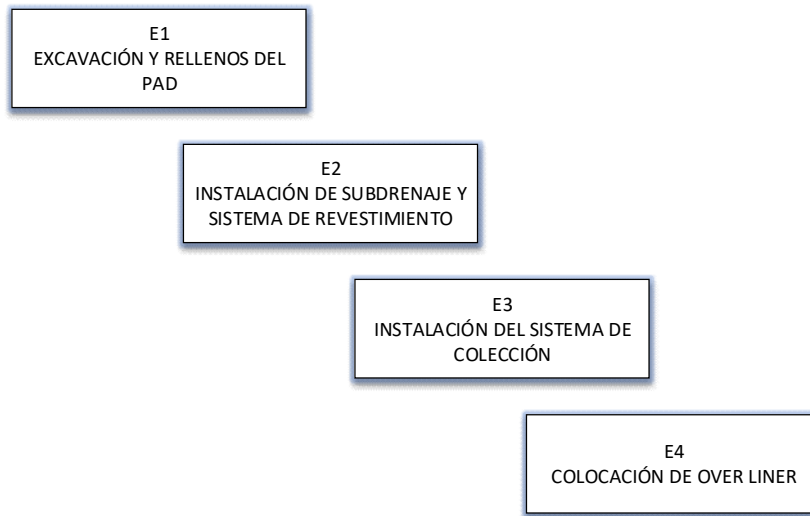 E1
EXCAVACIÓN Y RELLENOS DEL
PAD
E2
INSTALACIÓN DE SUBDRENAJE Y
SISTEMA DE REVESTIMIENTO
E3
INSTALACIÓN DEL SISTEMA DE
COLECCIÓN
E4
COLOCACIÓN DE OVER LINER